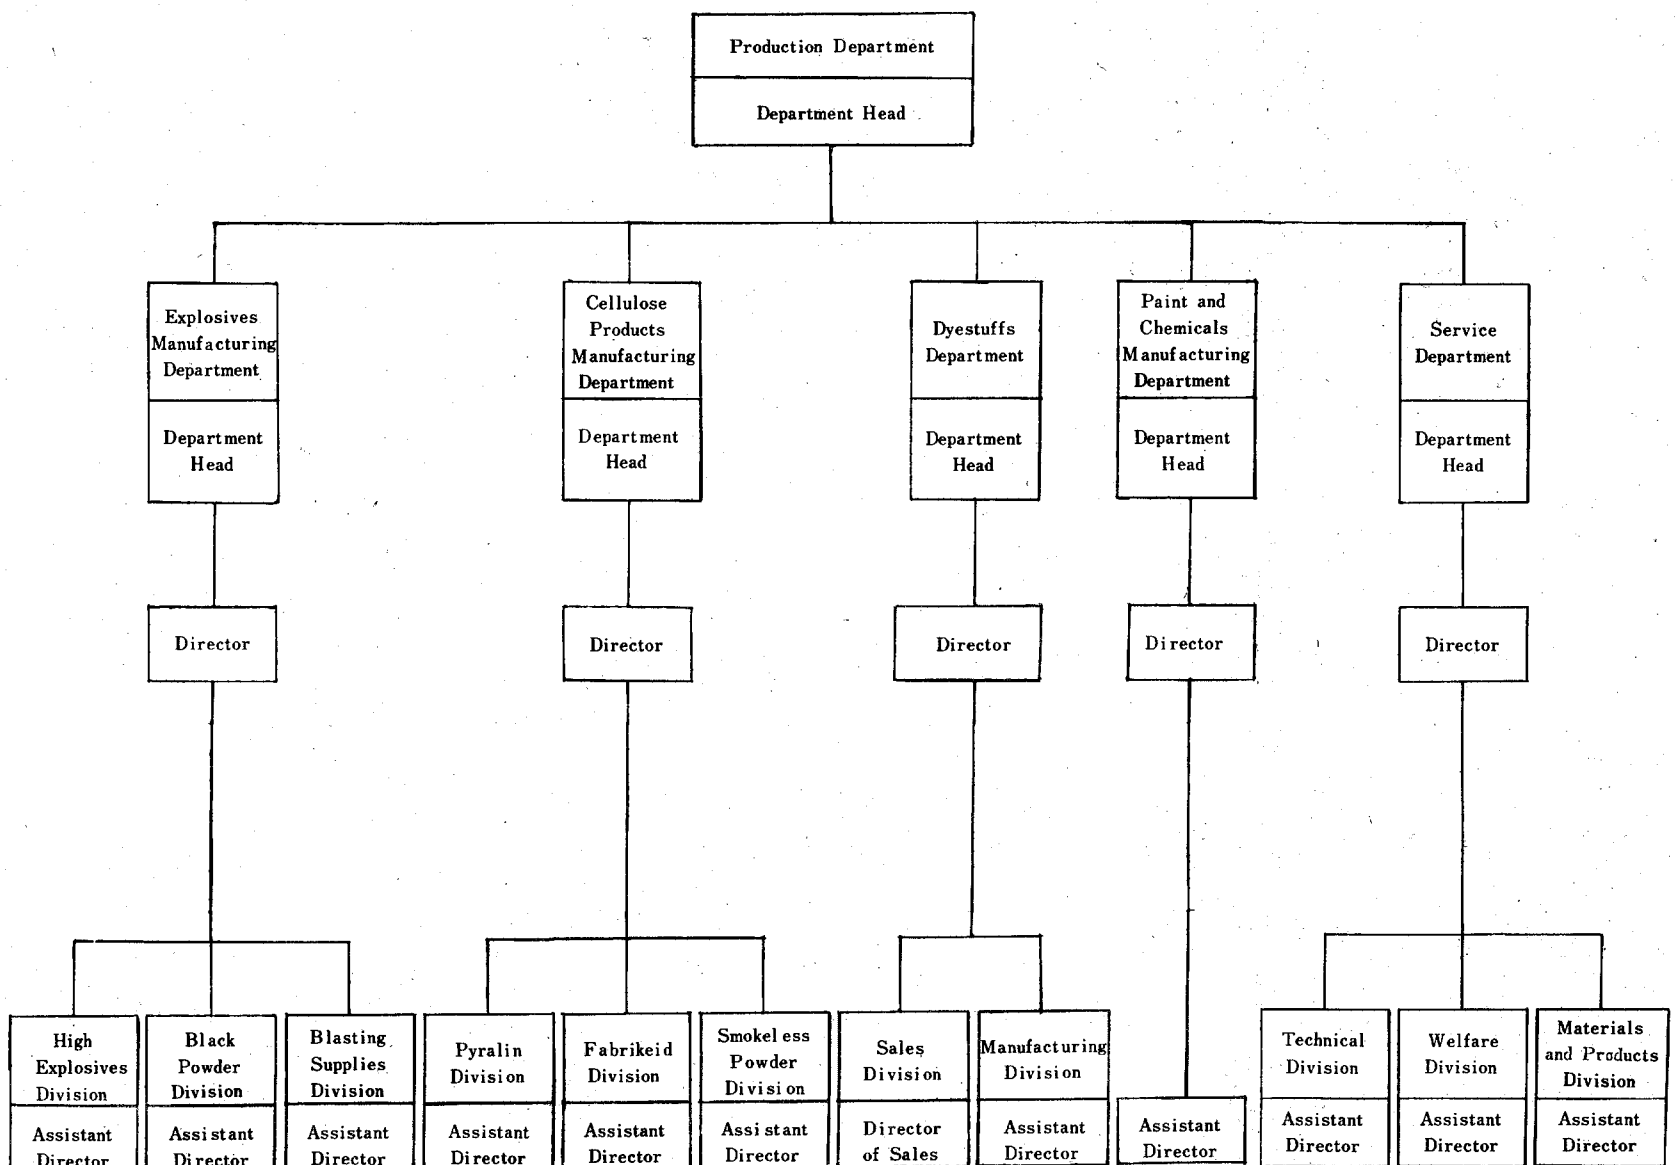 Production Department
Department Head
Explosives
Manufacturing
Department
Department
Head
Cellulose
Products
Manufacturing
Department
Department
Head
Dyestuffs
Department
Department
Head
Paint and
Chemicals
Manufacturing
Department
Department
Head
Service
Department
Department
Head
Director
Director
Director
Director
Director
High
Explosives
Division
Assistant
Director
Black
Powder
Division
Assistant
Director
Blasting
Supplies
Division
Assistant
Director
Pyralin
Division
Assistant
Director
Fabrikeid
Division
Assistant
Director
Smokeless
Powder
Division
Assistant
Director
Sales
Division
Director
of Sales
Manufacturing
Division
Assistant
Director
Assistant
Director
Technical
Division
Assistant
Director
Welfare
Division
Assistant
Director
Materials
and Products
Division
Assistant
Director